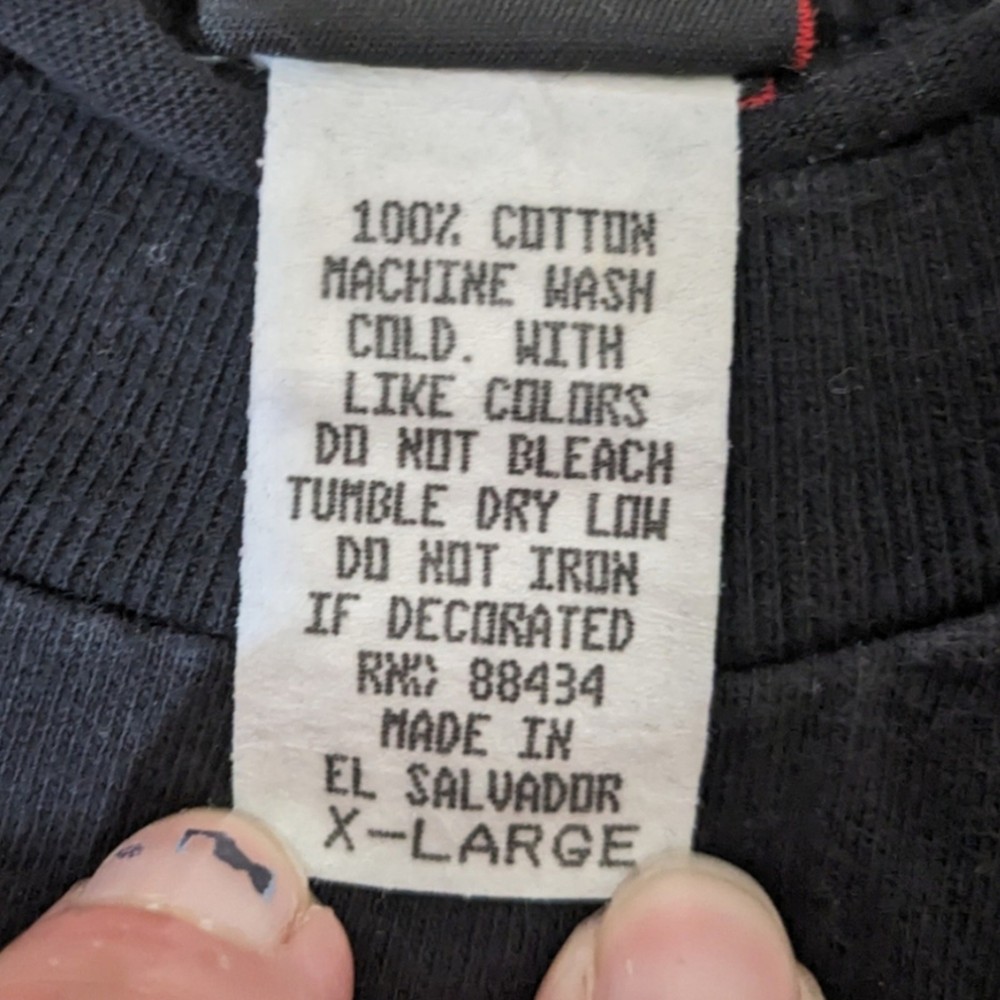 100% COTTON
MACHINE WASH
COLD. WITH
LIKE COLORS
DO NOT BLEACH
TUMBLE DRY LOW
DO NOT IRON
IF DECORATED
88434
MADE IN
EL SALVADOR
X-LARGE